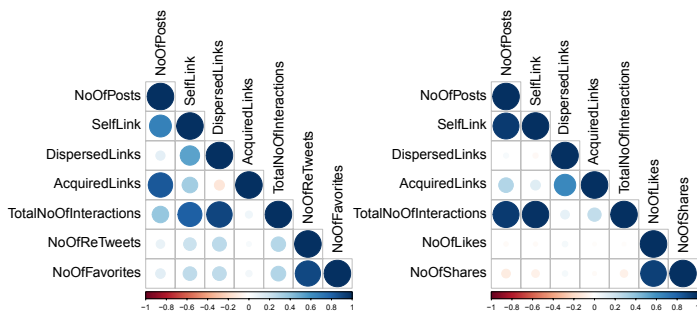 NoOfPosts
SelfLink
DispersedLinks
AcquiredLinks
TotalNoOfInteractions
NoOfReTweets
NoOfFavorites
NoOfPosts
SelfLink
DispersedLinks
AcquiredLinks
TotalNoOfInteractions
NoOfReTweets
NoOfFavorites
−1 −0.8 −0.6 −0.4 −0.2 0 0.2 0.4 0.6 0.8 1
NoOfPosts
SelfLink
DispersedLinks
AcquiredLinks
TotalNoOfInteractions
NoOfLikes
NoOfShares
NoOfPosts
SelfLink
DispersedLinks
AcquiredLinks
TotalNoOfInteractions
NoOfLikes
NoOfShares
−1 −0.8 −0.6 −0.4 −0.2 0 0.2 0.4 0.6 0.8 1